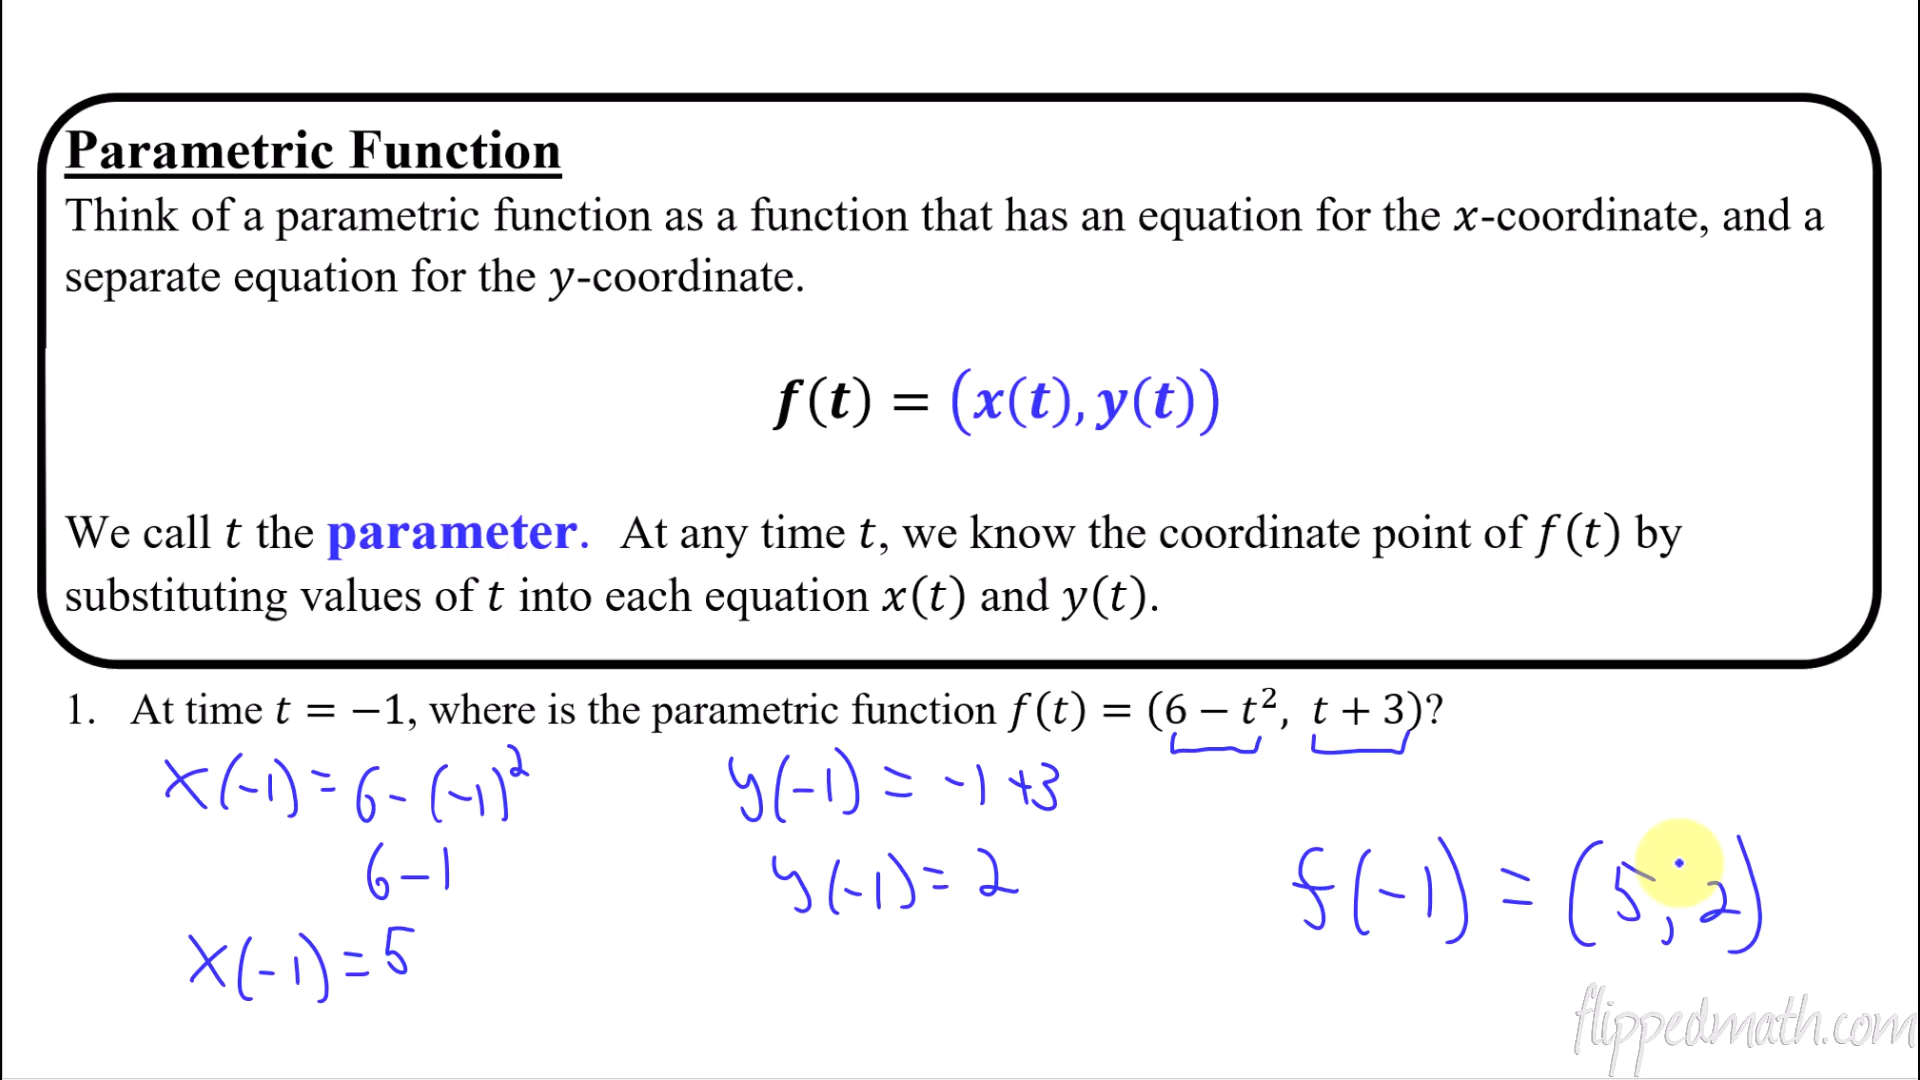 Parametric Function
Think of a parametric function as a function that has an equation for the x-coordinate, and a
separate equation for the y-coordinate.
f(t) = (x(t), y(t))
We call t the parameter. At any time t, we know the coordinate point of f(t) by
substituting values of t into each equation x(t) and y(t).
1. At time t = −1, where is the parametric function f(t) = (6 − t², t + 3)?
x(-1) = 6 - (-1)²
6 - 1
x(-1) = 5
y(-1) = -1 + 3
y(-1) = 2
f(-1) = (5, 2)
flippedmath.com